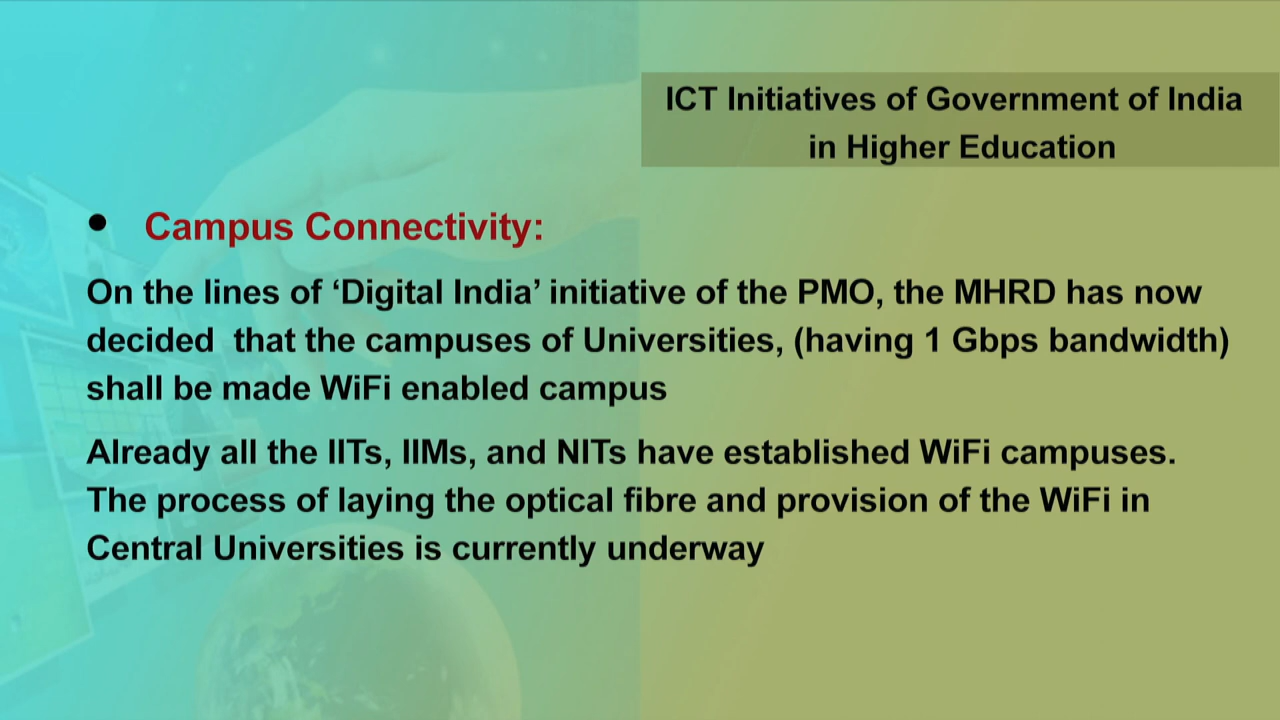 ICT Initiatives of Government of India
in Higher Education
• Campus Connectivity:
On the lines of ‘Digital India’ initiative of the PMO, the MHRD has now
decided  that the campuses of Universities, (having 1 Gbps bandwidth)
shall be made WiFi enabled campus
Already all the IITs, IIMs, and NITs have established WiFi campuses.
The process of laying the optical fibre and provision of the WiFi in
Central Universities is currently underway